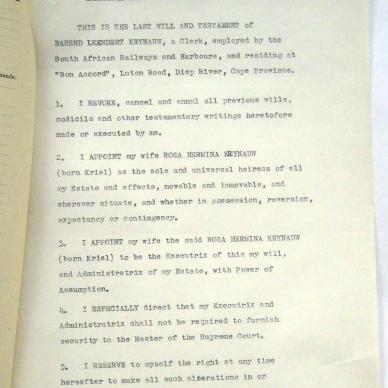 THIS IS THE LAST WILL AND TESTAMENT of
BAREND LEENDERT KRYNAUW, a Clerk, employed by the
South African Railways and Harbours, and residing at
"Bon Accord", Luton Road, Diep River, Cape Province.
1. I REVOKE, cancel and annul all previous wills,
codicils and other testamentary writings heretofore
made or executed by me.
2. I APPOINT my wife ROSA HERMINA KRYNAUW
(born Kriel) as the sole and universal heiress of all
my Estate and effects, movable and immovable, and
wherever situate, and whether in possession, reversion,
expectancy or contingency.
3. I APPOINT my wife the said ROSA HERMINA KRYNAUW
(born Kriel) to be the Executrix of this my will,
and Administratrix of my Estate, with Power of
Assumption.
4. I ESPECIALLY direct that my Executrix and
Administratrix shall not be required to furnish
security to the Master of the Supreme Court.
5. I RESERVE to myself the right at any time
hereafter to make all such alterations in or